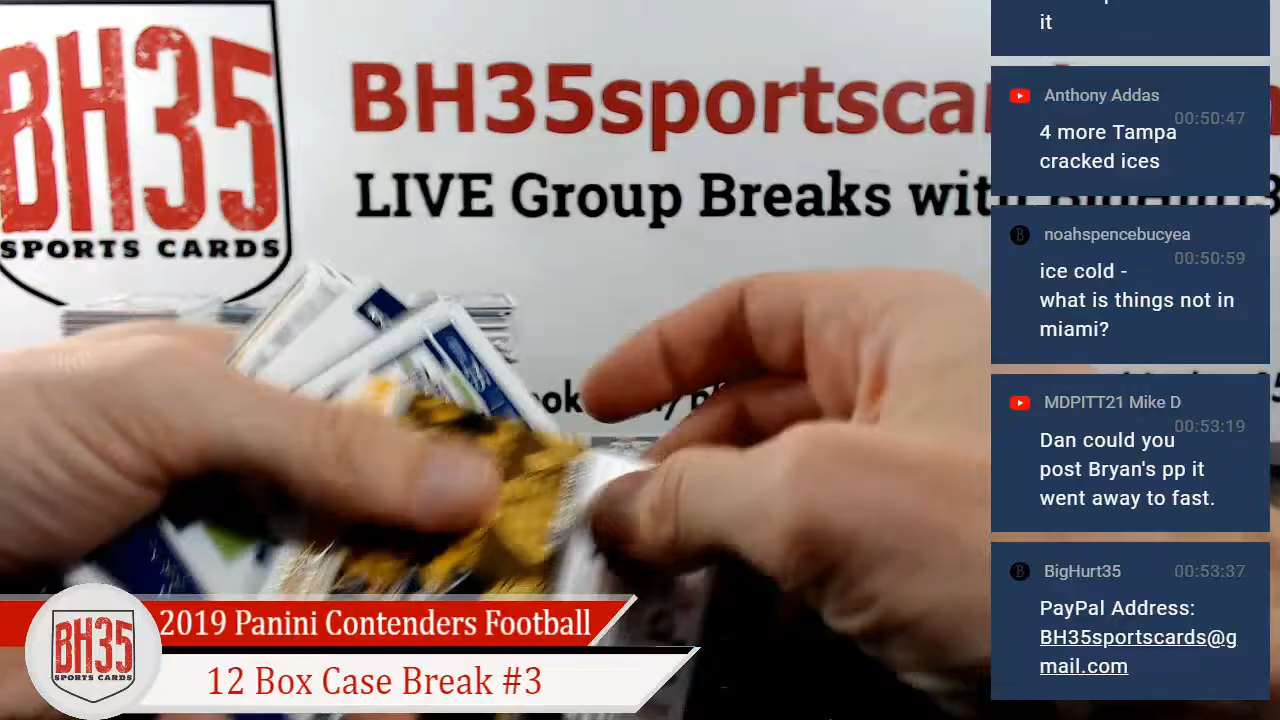 BH35
SPORTS CARDS
BH35sportscar
LIVE Group Breaks with
it
Anthony Addas
00:50:47
4 more Tampa
cracked ices
noahspencebucyea
00:50:59
ice cold -
what is things not in
miami?
MDPITT21 Mike D
00:53:19
Dan could you
post Bryan's pp it
went away to fast.
BigHurt35
00:53:37
PayPal Address:
BH35sportscards@g
mail.com
BH35
SPORTS CARDS
2019 Panini Contenders Football
12 Box Case Break #3